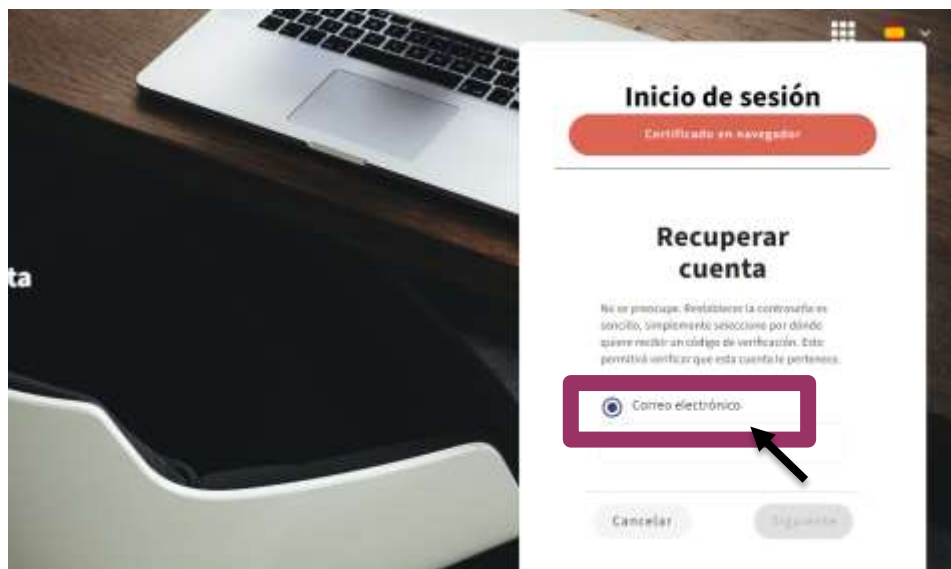 Inicio de sesión
Certificado en navegador
ta
Recuperar
cuenta
No se preocupe. Restablecer la contraseña es
sencillo, simplemente seleccione por dónde
quiere recibir un código de verificación. Esto
permitirá verificar que esta cuenta le pertenece.
Correo electrónico
Cancelar
Siguiente